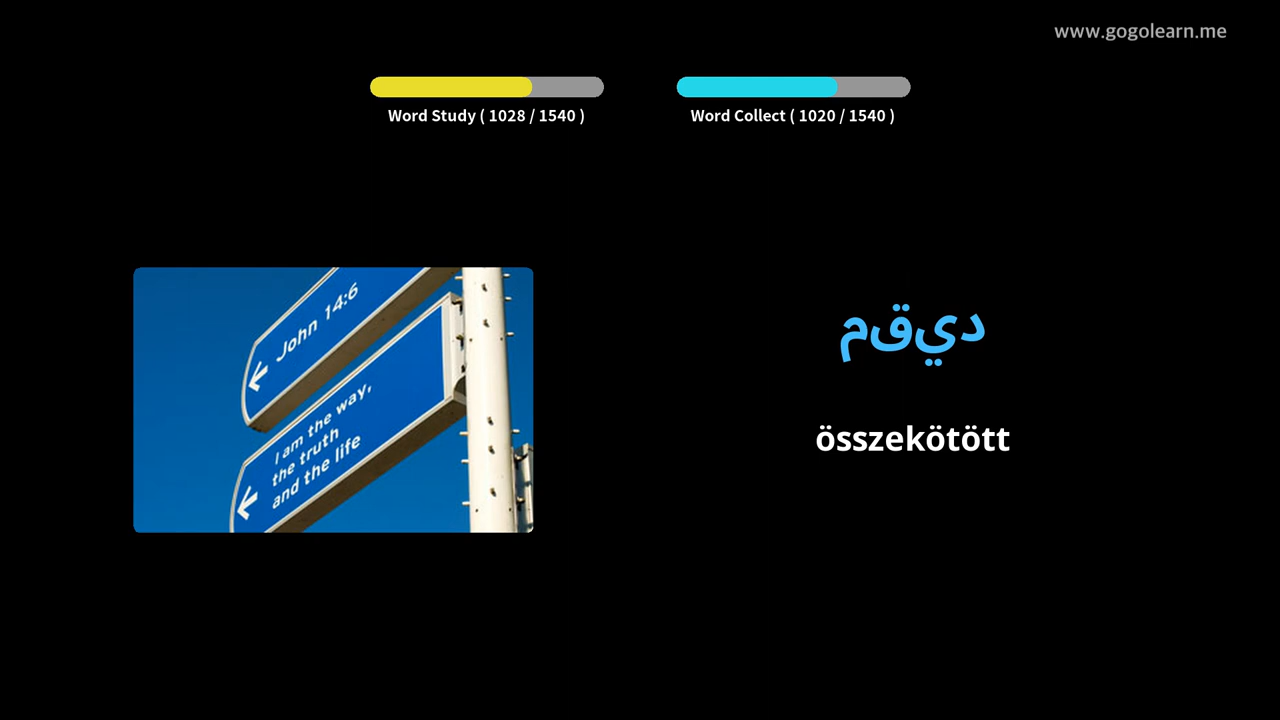 www.gogolearn.me
Word Study ( 1028 / 1540 )
Word Collect ( 1020 / 1540 )
John 14:6
I am the way,
the truth
and the life
ديقم
összekötött